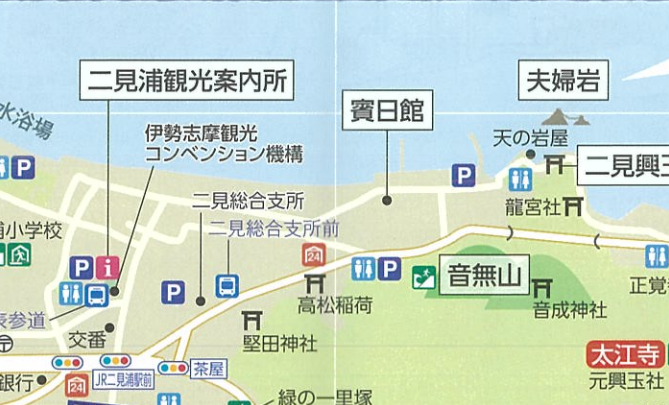 二見浦観光案内所
夫婦岩
水浴場
賓日館
伊勢志摩観光
コンベンション機構
天の岩屋
P
P
二見興玉
龍宮社
二見総合支所
浦小学校
二見総合支所前
24
P
i
P
P
音無山
高松稲荷
音成神社
正覚寺
表参道
交番
堅田神社
太江寺
元興玉社
〒
銀行
24
JR二見浦駅前
茶屋
緑の一里塚